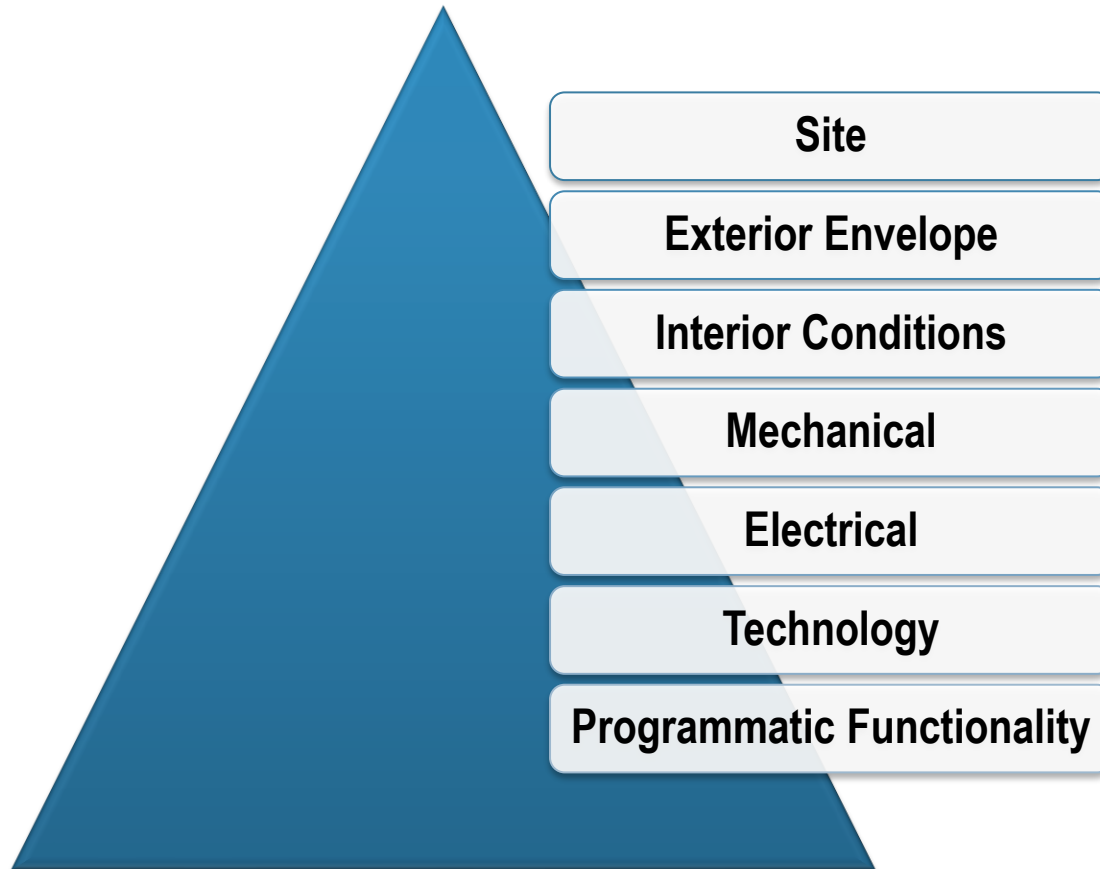 Site
Exterior Envelope
Interior Conditions
Mechanical
Electrical
Technology
Programmatic Functionality